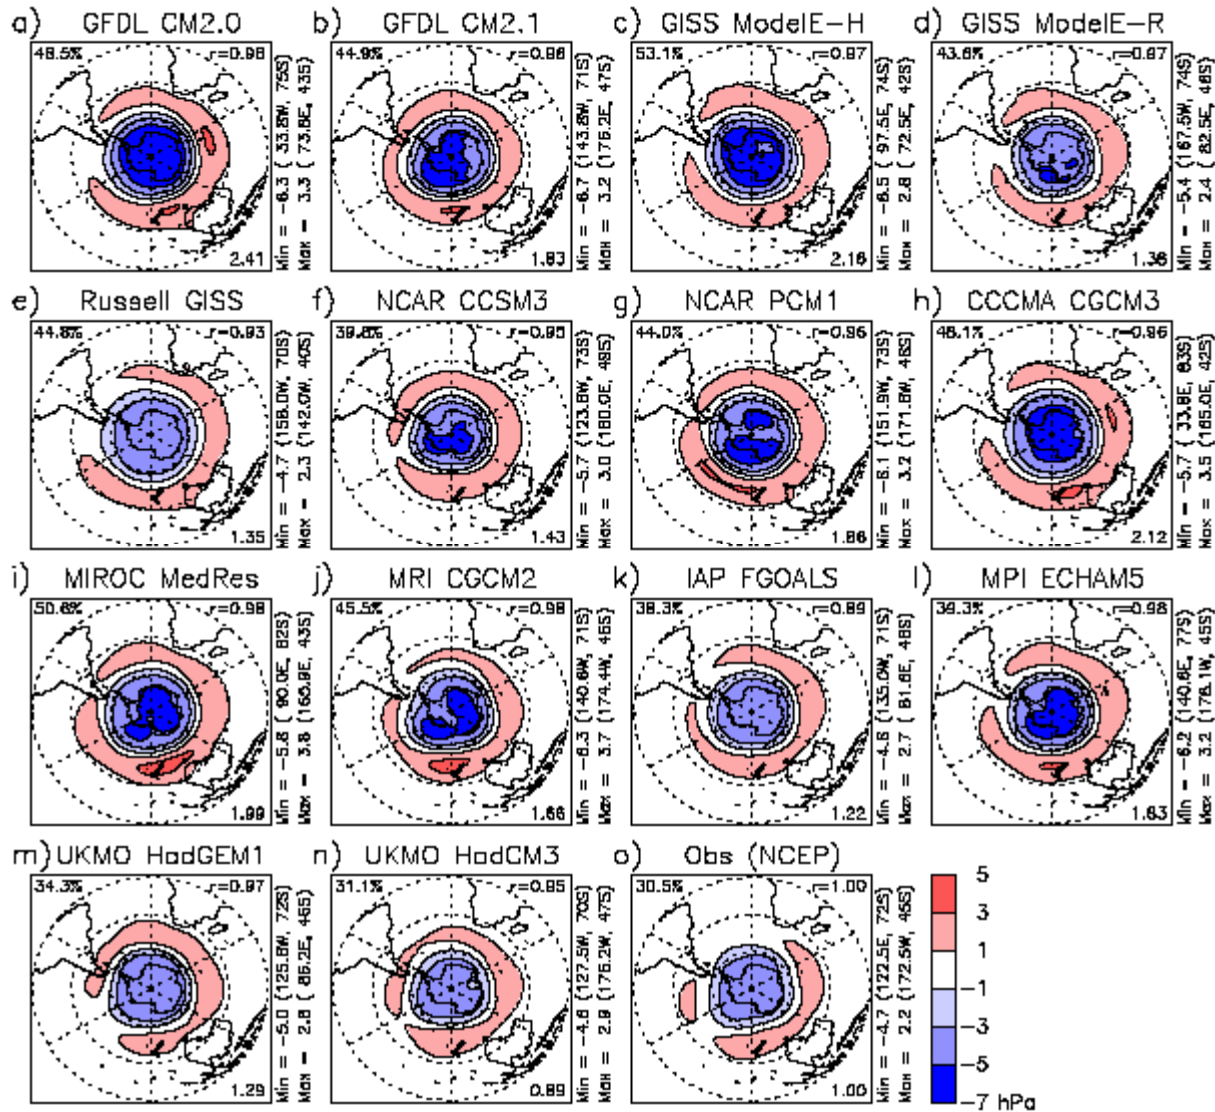 a) GFDL CM2.0
48.5% r=0.98
2.41
Min = -6.3 ( 33.8W, 75S)
Max = 3.3 ( 73.8E, 43S)
b) GFDL CM2.1
44.9% r=0.96
1.83
Min = -6.7 (143.8W, 71S)
Max = 3.2 (176.2E, 47S)
c) GISS ModelE-H
53.1% r=0.97
2.16
Min = -6.5 ( 97.5E, 74S)
Max = 2.8 ( 72.5E, 42S)
d) GISS ModelE-R
43.6% r=0.97
1.36
Min = -5.4 (167.5W, 74S)
Max = 2.4 ( 82.5E, 46S)
e) Russell GISS
44.8% r=0.93
1.35
Min = -4.7 (158.0W, 70S)
Max = 2.3 (142.0W, 40S)
f) NCAR CCSM3
39.8% r=0.95
1.43
Min = -5.7 (123.8W, 73S)
Max = 3.0 (180.0E, 48S)
g) NCAR PCM1
44.0% r=0.96
1.86
Min = -6.1 (151.9W, 73S)
Max = 3.2 (171.8W, 46S)
h) CCCMA CGCM3
48.1% r=0.96
2.12
Min = -5.7 ( 33.8E, 83S)
Max = 3.5 (165.0E, 42S)
i) MIROC MedRes
50.6% r=0.98
1.99
Min = -5.8 ( 90.0E, 82S)
Max = 3.8 (160.9E, 43S)
j) MRI CGCM2
45.5% r=0.98
1.66
Min = -6.3 (140.6W, 71S)
Max = 3.7 (174.4W, 46S)
k) IAP FGOALS
38.3% r=0.89
1.22
Min = -4.6 (135.0W, 71S)
Max = 2.7 ( 81.6E, 48S)
l) MPI ECHAM5
39.3% r=0.98
1.63
Min = -6.2 (140.6E, 77S)
Max = 3.2 (178.1W, 45S)
m) UKMO HadGEM1
34.3% r=0.97
1.29
Min = -5.0 (125.6W, 72S)
Max = 2.8 ( 86.2E, 46S)
n) UKMO HadCM3
31.1% r=0.95
0.89
Min = -4.6 (127.5W, 70S)
Max = 2.9 (176.2W, 47S)
o) Obs (NCEP)
30.5% r=1.00
1.00
Min = -4.7 (122.5E, 72S)
Max = 2.2 (172.5W, 45S)
5
3
1
-1
-3
-5
-7 hPa